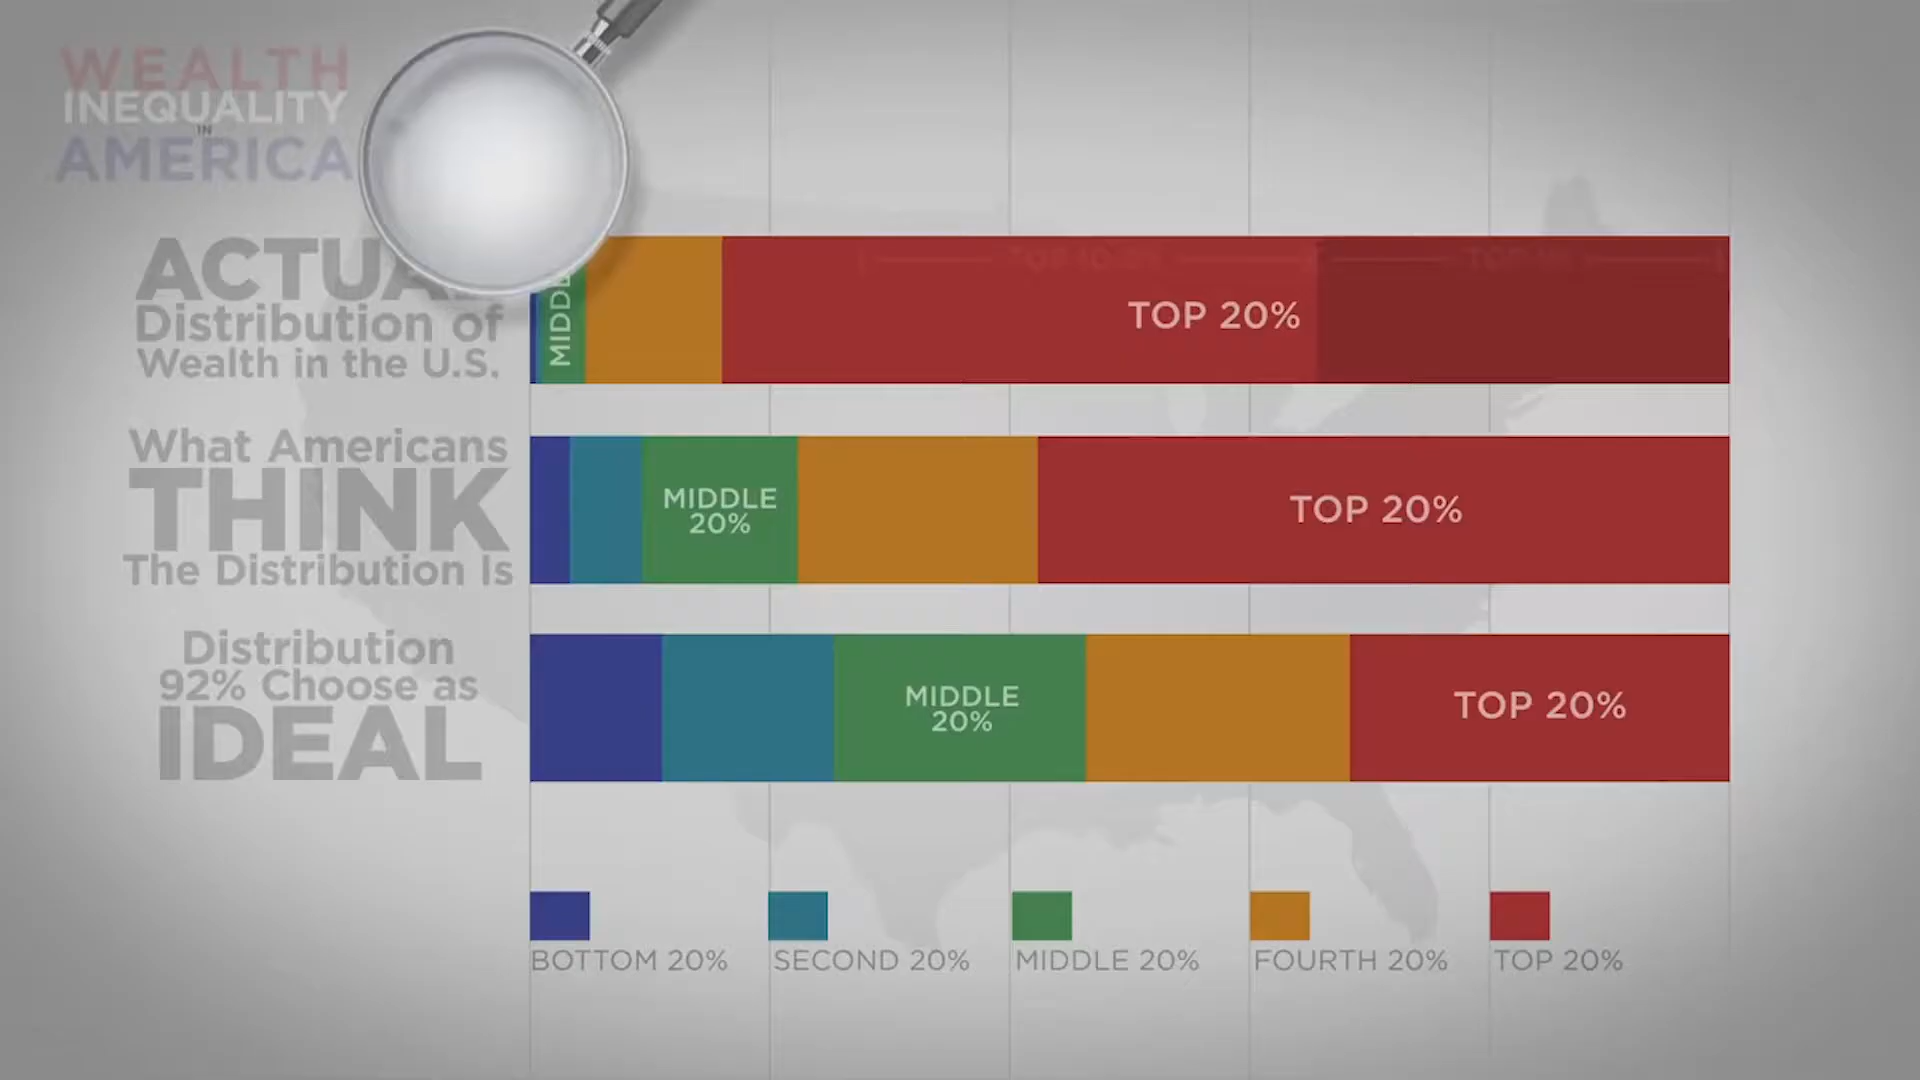 WEALTH
INEQUALITY
IN
AMERICA
ACTUAL
Distribution of
Wealth in the U.S.
MIDDL
TOP 20%
What Americans
THINK
The Distribution Is
MIDDLE
20%
TOP 20%
Distribution
92% Choose as
IDEAL
MIDDLE
20%
TOP 20%
BOTTOM 20%
SECOND 20%
MIDDLE 20%
FOURTH 20%
TOP 20%